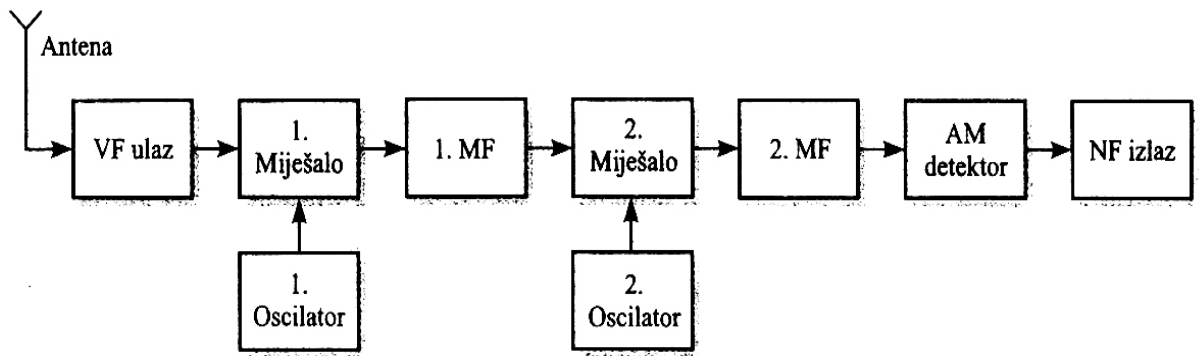 Antena
VF ulaz
1.
Miješalo
1. MF
2.
Miješalo
2. MF
AM
detektor
NF izlaz
1.
Oscilator
2.
Oscilator